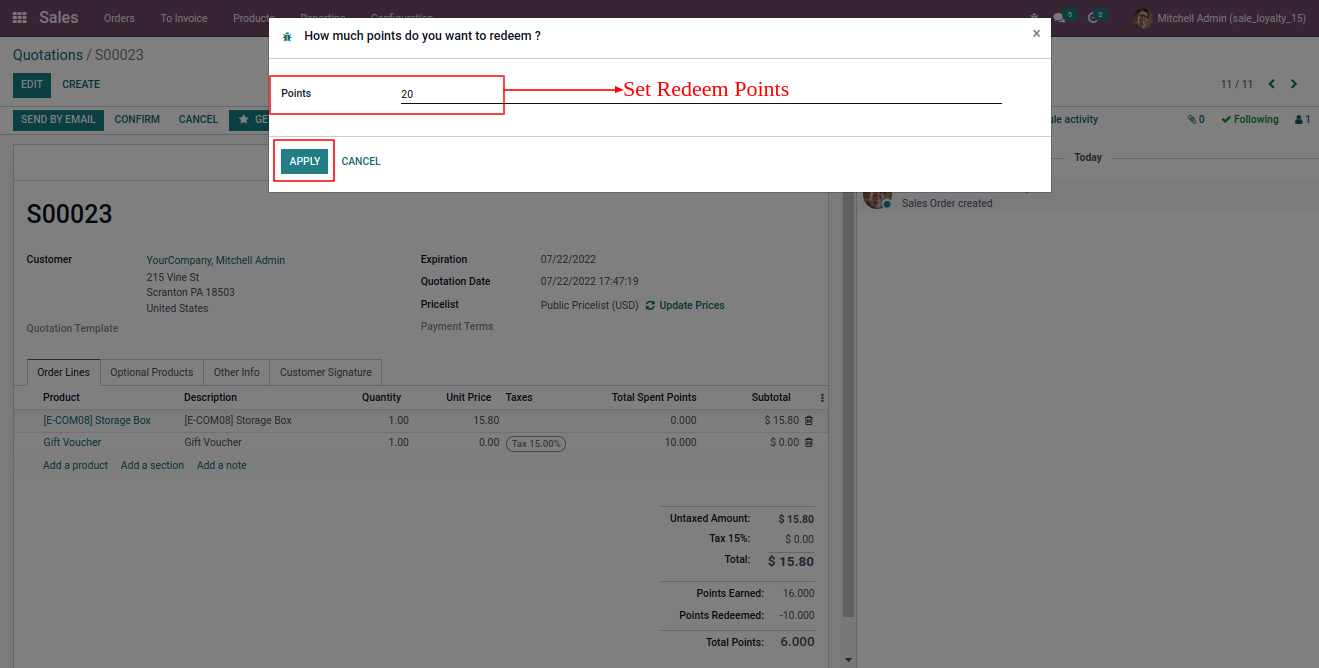 Sales Orders To Invoice Products Reporting Configuration 5 2 Mitchell Admin (sale_loyalty_15)
How much points do you want to redeem ? ×
Quotations / S00023
EDIT CREATE 11 / 11
Points 20 Set Redeem Points
SEND BY EMAIL CONFIRM CANCEL GE ule activity 0 Following 1
APPLY CANCEL Today
Sales Order created
S00023
Customer YourCompany, Mitchell Admin Expiration 07/22/2022
215 Vine St Quotation Date 07/22/2022 17:47:19
Scranton PA 18503
United States Pricelist Public Pricelist (USD) Update Prices
Quotation Template Payment Terms
Order Lines Optional Products Other Info Customer Signature
Product Description Quantity Unit Price Taxes Total Spent Points Subtotal
[E-COM08] Storage Box [E-COM08] Storage Box 1.00 15.80 0.000 $ 15.80
Gift Voucher Gift Voucher 1.00 0.00 Tax 15.00% 10.000 $ 0.00
Add a product Add a section Add a note
Untaxed Amount: $ 15.80
Tax 15%: $ 0.00
Total: $ 15.80
Points Earned: 16.000
Points Redeemed: -10.000
Total Points: 6.000